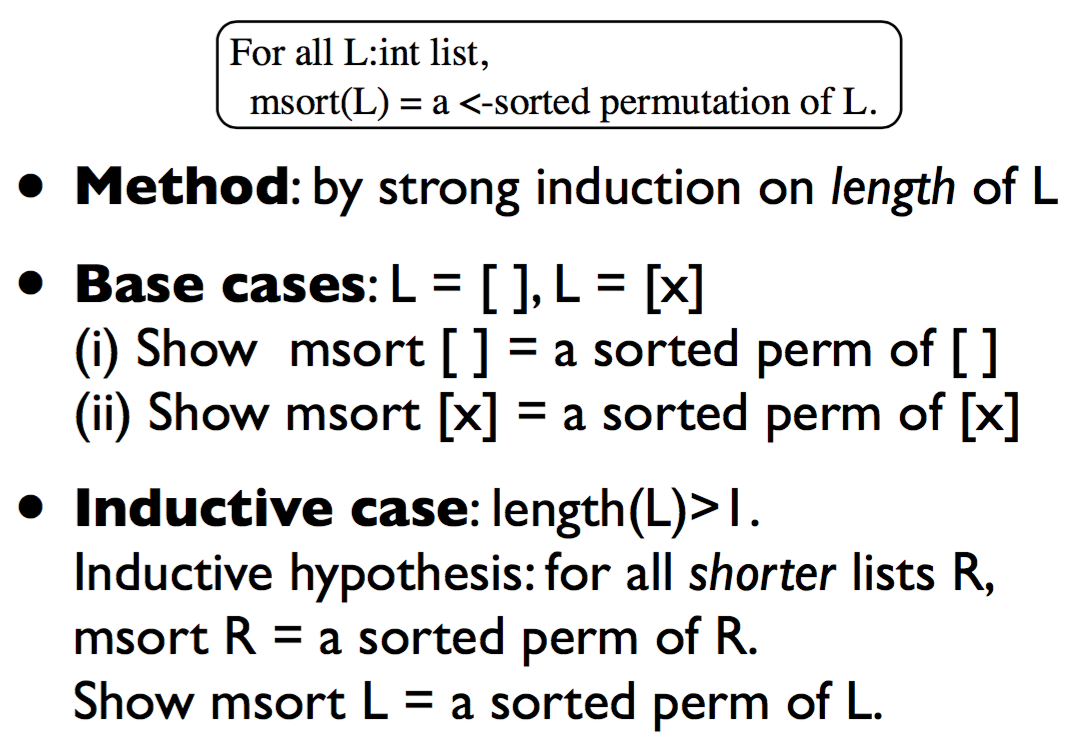 For all L:int list,
msort(L) = a <-sorted permutation of L.
• Method: by strong induction on length of L
• Base cases: L = [ ], L = [x]
(i) Show msort [ ] = a sorted perm of [ ]
(ii) Show msort [x] = a sorted perm of [x]
• Inductive case: length(L)>1.
Inductive hypothesis: for all shorter lists R,
msort R = a sorted perm of R.
Show msort L = a sorted perm of L.